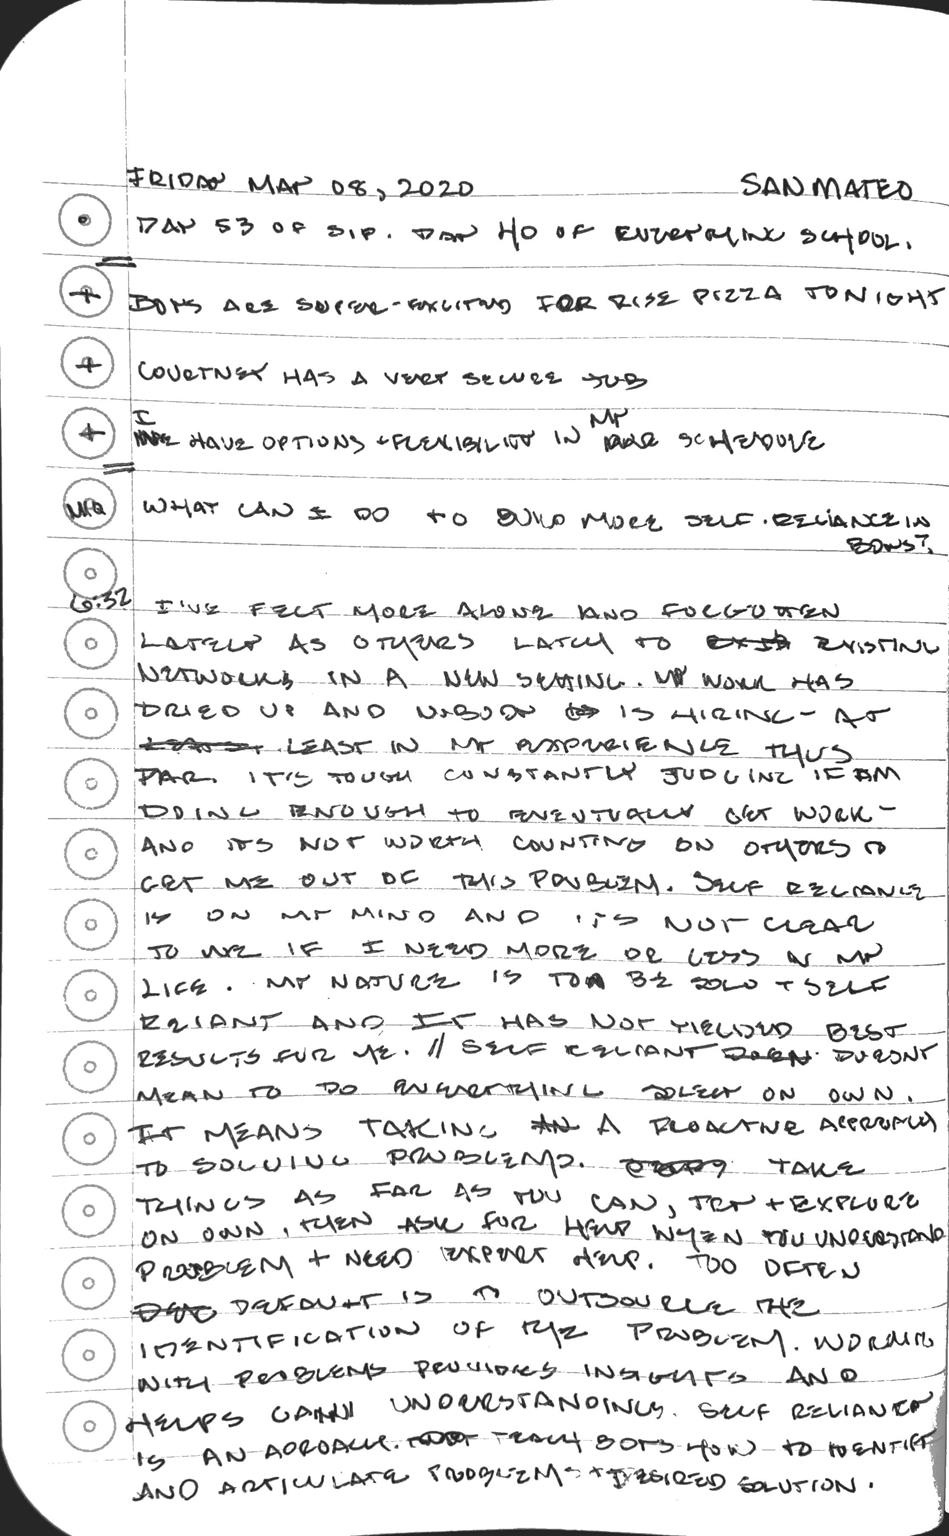 FRIDAY MAY 08, 2020 SAN MATEO
DAY 53 OF SIP. DAY 40 OF EVERYLINE SCHOOL.
BOYS ARE SUPER-EXCITED FOR RISE PIZZA TONIGHT
COURTNEY HAS A VERY SECURE JOB
I HAVE OPTIONS + FLEXIBILITY IN MY SCHEDULE
MFQ WHAT CAN I DO TO BUILD MORE SELF-RELIANCE IN
BOYS?
6:32 I'VE FELT MORE ALONE AND FORGOTTEN
LATELY AS OTHERS LATCH TO EXISTING
NETWORKS IN A NEW SETTING. MY WORK HAS
DRIED UP AND NOBODY IS HIRING - AT
LEAST IN MY EXPERIENCE THUS
FAR. IT'S TOUGH CONSTANTLY JUDGING IF AM
DOING ENOUGH TO EVENTUALLY GET WORK -
AND IT'S NOT WORTH COUNTING ON OTHERS TO
GET ME OUT OF THIS PROBLEM. SELF RELIANCE
IS ON MY MIND AND IT'S NOT CLEAR
TO ME IF I NEED MORE OR LESS IN MY
LIFE. MY NATURE IS TO BE SOLO + SELF
RELIANT AND IT HAS NOT YIELDED BEST
RESULTS FOR ME. // SELF RELIANT DOESNT
MEAN TO DO EVERYTHING SOLELY ON OWN.
IT MEANS TAKING A PROACTIVE APPROACH
TO SOLVING PROBLEMS. TAKE
THINGS AS FAR AS YOU CAN, TRY + EXPLORE
ON OWN, THEN ASK FOR HELP WHEN YOU UNDERSTAND
PROBLEM + NEED EXPERT HELP. TOO OFTEN
DEFAULT IS TO OUTSOURCE THE
IDENTIFICATION OF THE PROBLEM. WORKING
WITH PROBLEMS PROVIDES INSIGHTS AND
HELPS GAIN UNDERSTANDINGS. SELF RELIANCE
IS AN APPROACH. TEACH BOYS HOW TO IDENTIFY
AND ARTICULATE PROBLEMS + DESIRED SOLUTION.